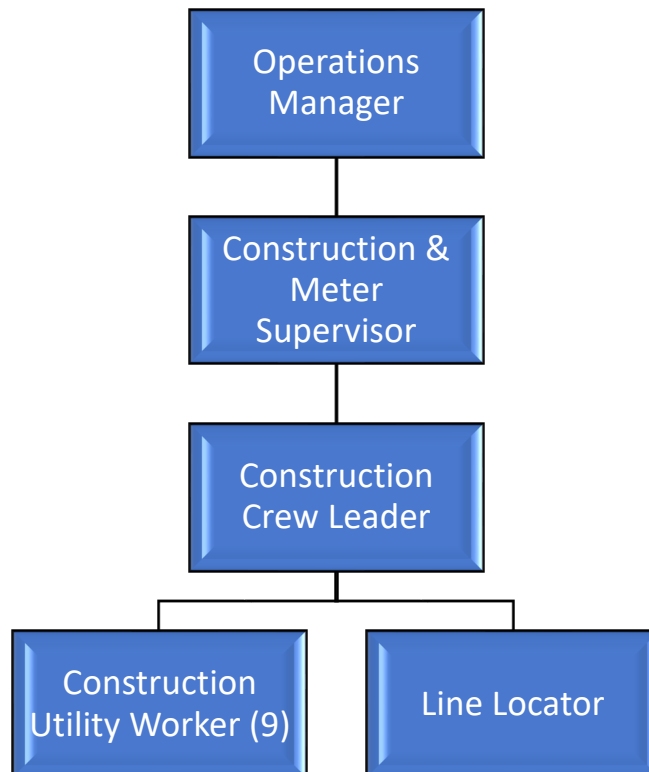 Operations
Manager
Construction &
Meter
Supervisor
Construction
Crew Leader
Construction
Utility Worker (9)
Line Locator